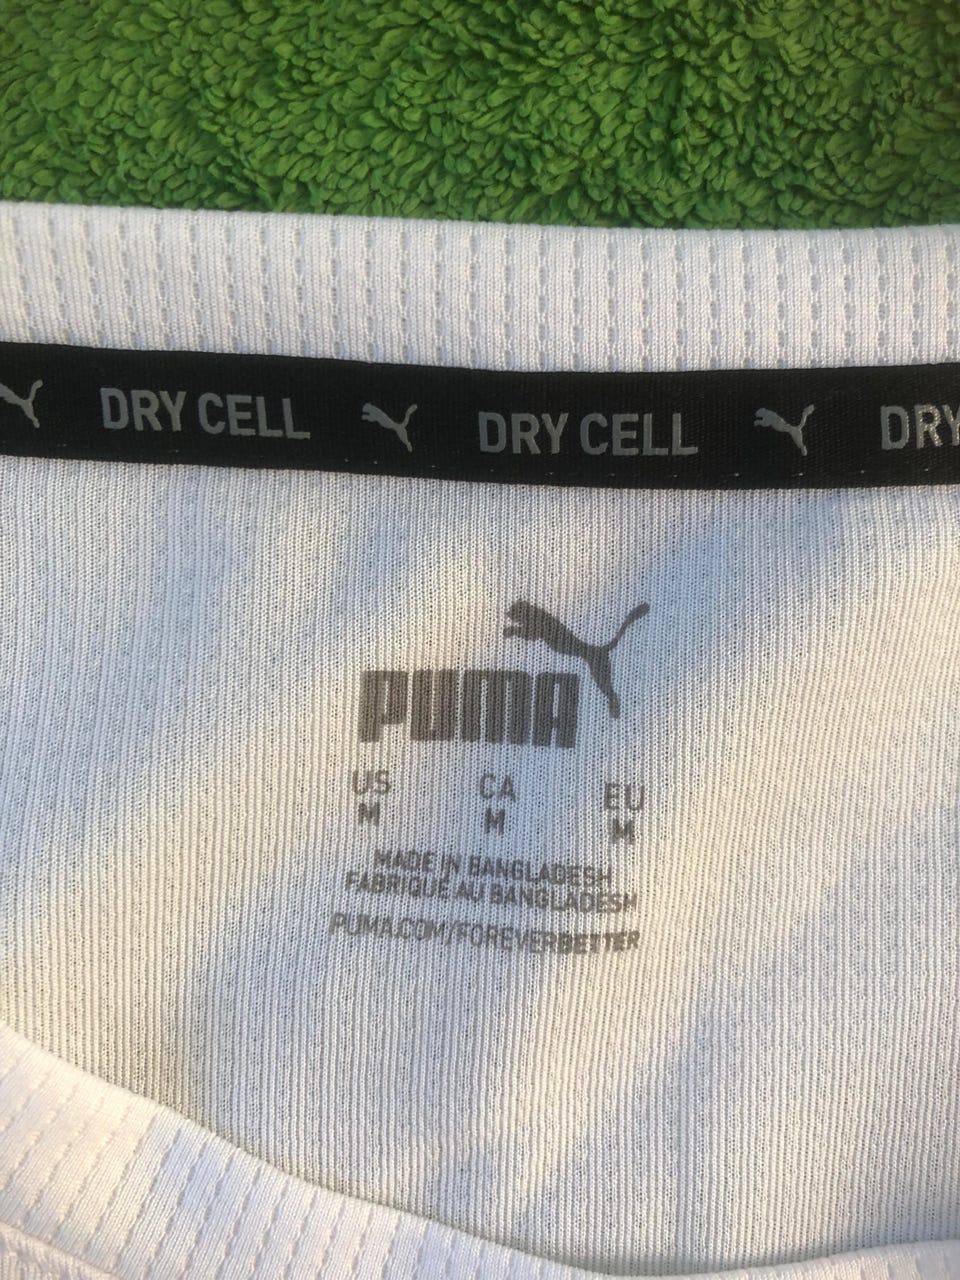 DRY CELL DRY CELL DRY
PUMA
US CA EU
M M M
MADE IN BANGLADESH
FABRIQUÉ AU BANGLADESH
PUMA.COM/FOREVERBETTER